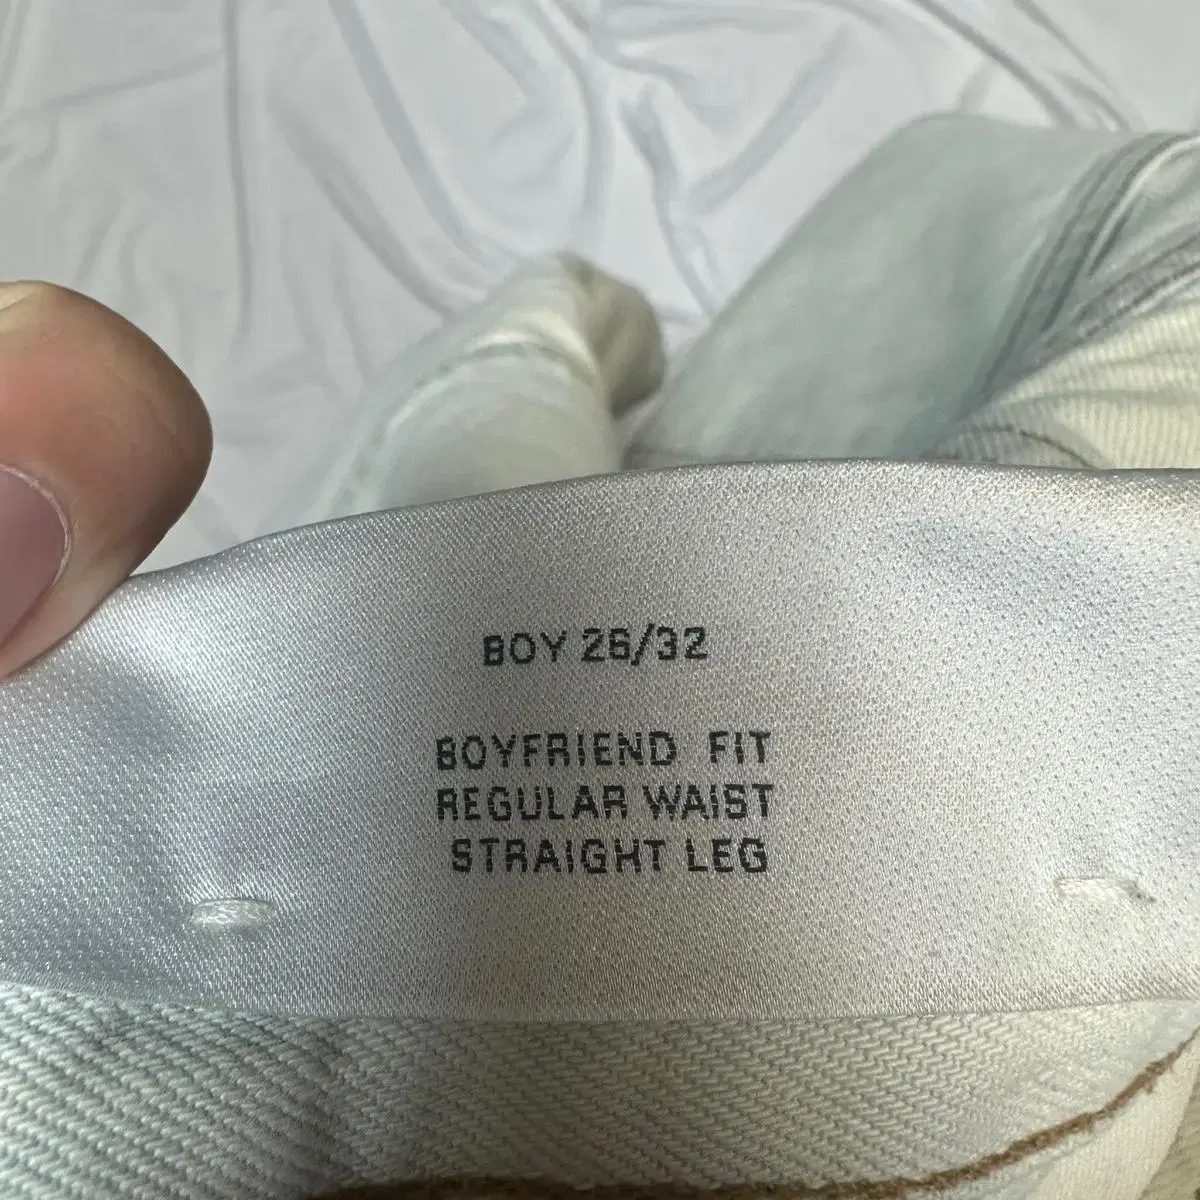 BOY 26/32
BOYFRIEND FIT
REGULAR WAIST
STRAIGHT LEG